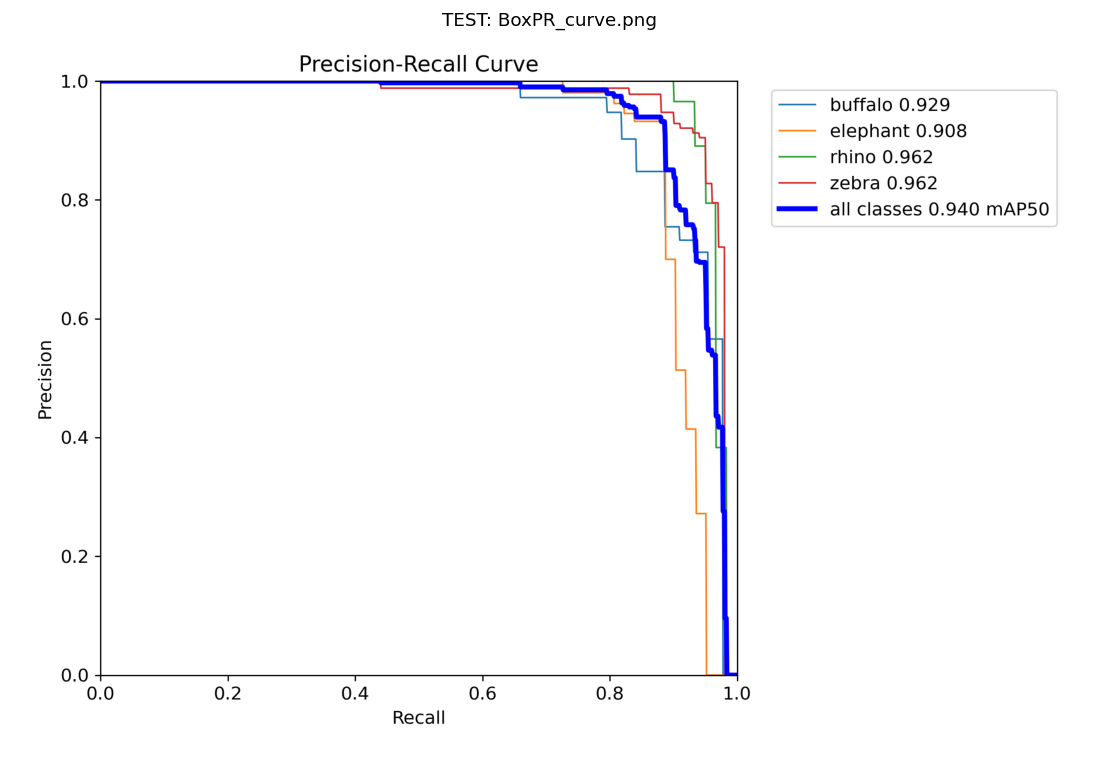 TEST: BoxPR_curve.png
Precision-Recall Curve
1.0
0.8
0.6
0.4
0.2
0.0
Precision
0.0 0.2 0.4 0.6 0.8 1.0
Recall
buffalo 0.929
elephant 0.908
rhino 0.962
zebra 0.962
all classes 0.940 mAP50